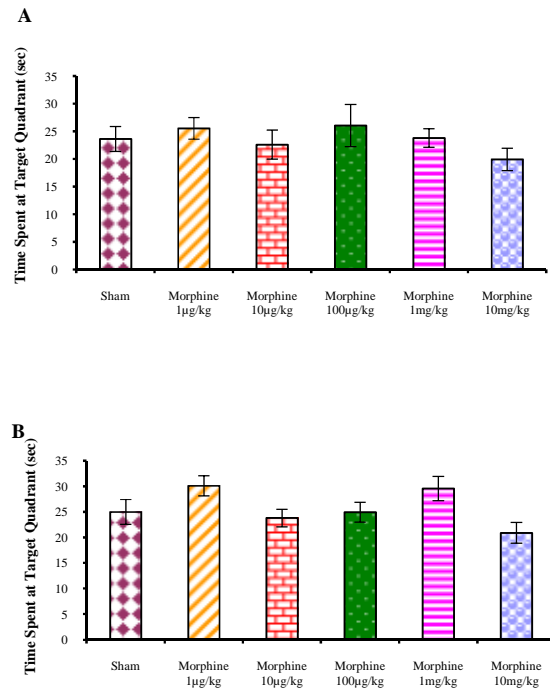 A
Time Spent at Target Quadrant (sec)
35
30
25
20
15
10
5
0
Sham
Morphine 1µg/kg
Morphine 10µg/kg
Morphine 100µg/kg
Morphine 1mg/kg
Morphine 10mg/kg
B
Time Spent at Target Quadrant (sec)
35
30
25
20
15
10
5
0
Sham
Morphine 1µg/kg
Morphine 10µg/kg
Morphine 100µg/kg
Morphine 1mg/kg
Morphine 10mg/kg